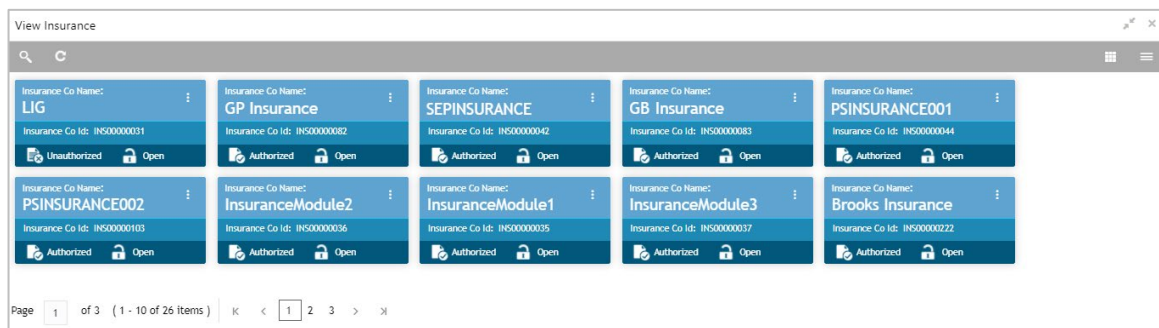 View Insurance
Insurance Co Name:
LIG
Insurance Co Id: INS00000031
Unauthorized Open
Insurance Co Name:
GP Insurance
Insurance Co Id: INS00000082
Authorized Open
Insurance Co Name:
SEPINSURANCE
Insurance Co Id: INS00000042
Authorized Open
Insurance Co Name:
GB Insurance
Insurance Co Id: INS00000083
Authorized Open
Insurance Co Name:
PSINSURANCE001
Insurance Co Id: INS00000044
Authorized Open
Insurance Co Name:
PSINSURANCE002
Insurance Co Id: INS00000103
Authorized Open
Insurance Co Name:
InsuranceModule2
Insurance Co Id: INS00000036
Authorized Open
Insurance Co Name:
InsuranceModule1
Insurance Co Id: INS00000035
Authorized Open
Insurance Co Name:
InsuranceModule3
Insurance Co Id: INS00000037
Authorized Open
Insurance Co Name:
Brooks Insurance
Insurance Co Id: INS00000222
Authorized Open
Page 1 of 3 ( 1 - 10 of 26 items ) 1 2 3